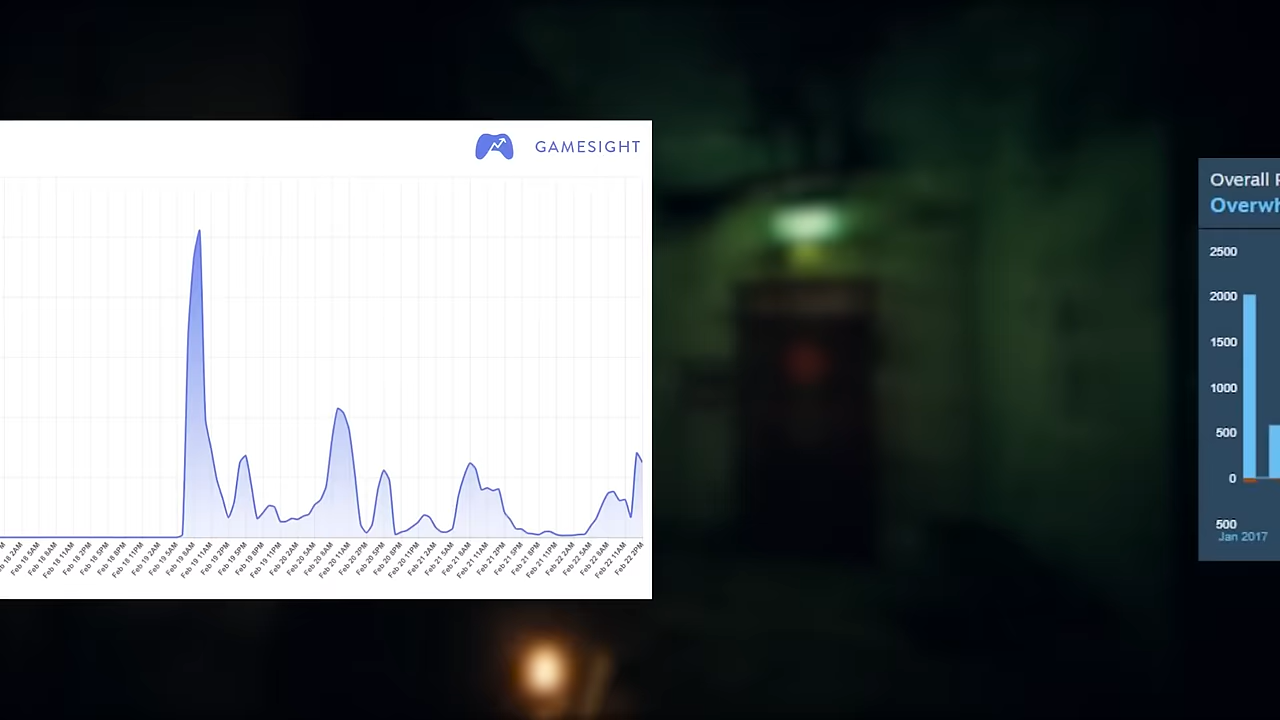 GAMESIGHT
Feb 18 2AM
Feb 18 5AM
Feb 18 8AM
Feb 18 11AM
Feb 18 2PM
Feb 18 5PM
Feb 18 8PM
Feb 18 11PM
Feb 19 2AM
Feb 19 5AM
Feb 19 8AM
Feb 19 11AM
Feb 19 2PM
Feb 19 5PM
Feb 19 8PM
Feb 19 11PM
Feb 20 2AM
Feb 20 5AM
Feb 20 8AM
Feb 20 11AM
Feb 20 2PM
Feb 20 5PM
Feb 20 8PM
Feb 20 11PM
Feb 21 2AM
Feb 21 5AM
Feb 21 8AM
Feb 21 11AM
Feb 21 2PM
Feb 21 5PM
Feb 21 8PM
Feb 21 11PM
Feb 22 2AM
Feb 22 5AM
Feb 22 8AM
Feb 22 11AM
Feb 22 2PM
Overall
Overwh
2500
2000
1500
1000
500
0
500
Jan 2017